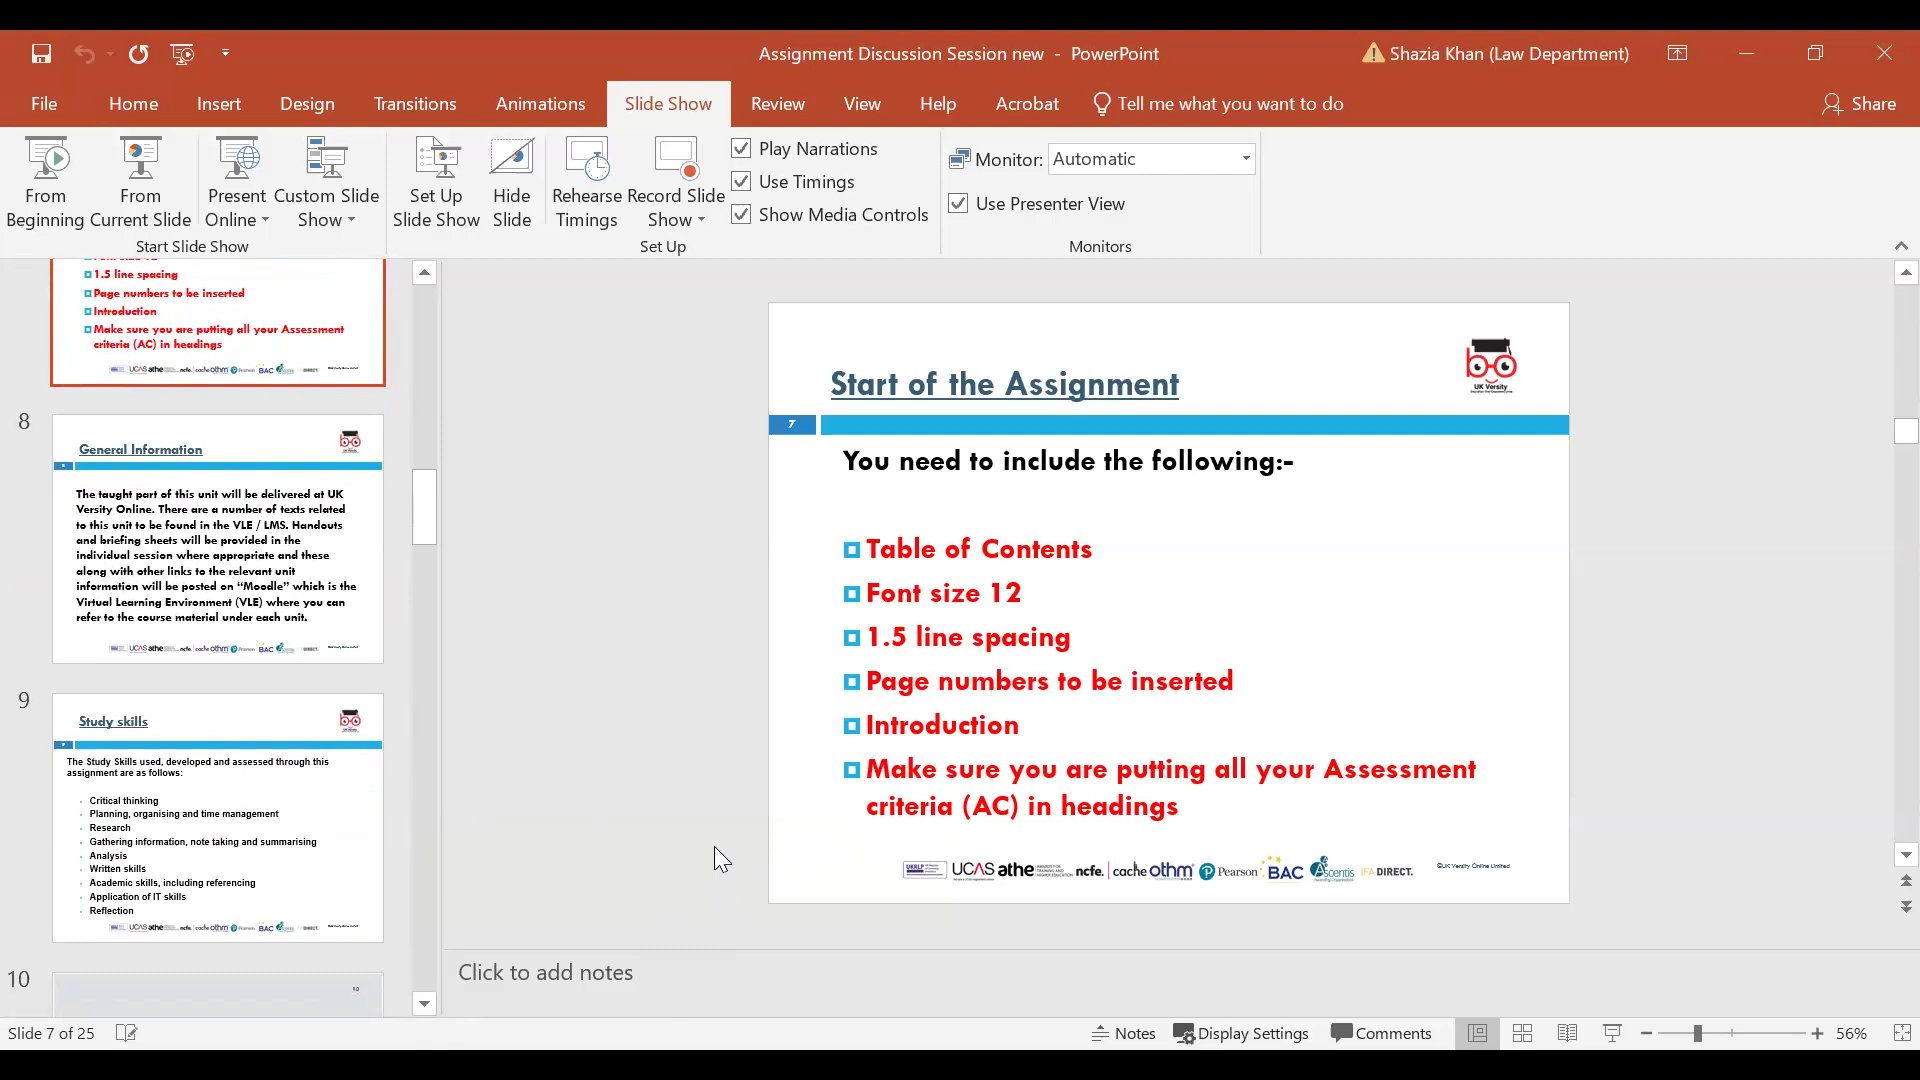 Assignment Discussion Session new - PowerPoint
Shazia Khan (Law Department)
File Home Insert Design Transitions Animations Slide Show Review View Help Acrobat Tell me what you want to do Share
From Beginning
From Current Slide
Present Online
Custom Slide Show
Start Slide Show
Set Up Slide Show
Hide Slide
Rehearse Timings
Record Slide Show
Play Narrations
Use Timings
Show Media Controls
Set Up
Monitor: Automatic
Use Presenter View
Monitors
1.5 line spacing
Page numbers to be inserted
Introduction
Make sure you are putting all your Assessment
criteria (AC) in headings
8
General Information
8
The taught part of this unit will be delivered at UK
Versity Online. There are a number of texts related
to this unit to be found in the VLE / LMS. Handouts
and briefing sheets will be provided in the
individual session where appropriate and these
along with other links to the relevant unit
information will be posted on “Moodle” which is the
Virtual Learning Environment (VLE) where you can
refer to the course material under each unit.
9
Study skills
9
The Study Skills used, developed and assessed through this
assignment are as follows:
Critical thinking
Planning, organising and time management
Research
Gathering information, note taking and summarising
Analysis
Written skills
Academic skills, including referencing
Application of IT skills
Reflection
10
10
Start of the Assignment
UK Versity
7
You need to include the following:-
Table of Contents
Font size 12
1.5 line spacing
Page numbers to be inserted
Introduction
Make sure you are putting all your Assessment
criteria (AC) in headings
UKRLP UCAS athe ncfe. cache othm Pearson BAC Ascentis IFA DIRECT.
©UK Versity Online Limited
Click to add notes
Slide 7 of 25
Notes Display Settings Comments 56%